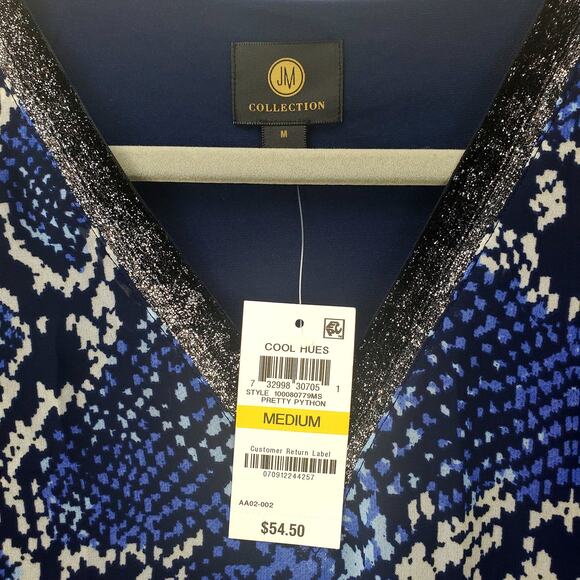 JM
COLLECTION
M
COOL HUES
7 32998 30705 1
STYLE 100080779MS
PRETTY PYTHON
MEDIUM
Customer Return Label
070912244257
AA02-002
$54.50